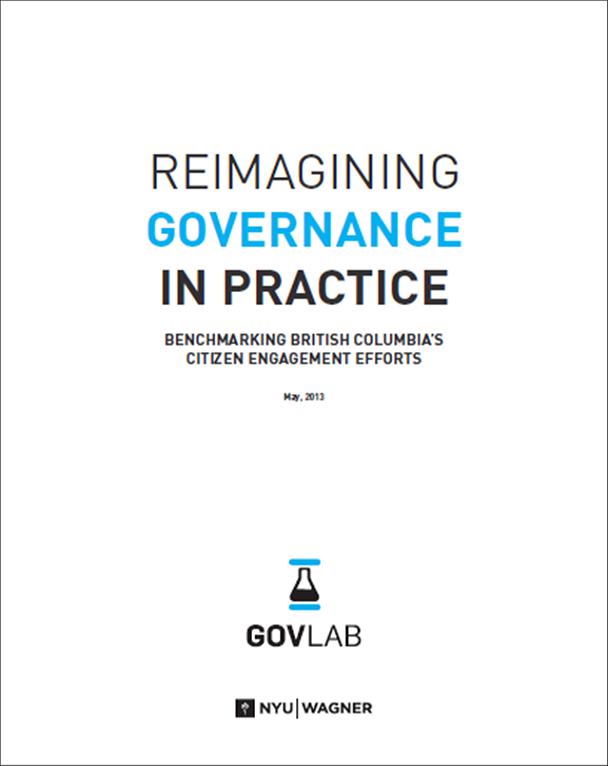 REIMAGINING
GOVERNANCE
IN PRACTICE
BENCHMARKING BRITISH COLUMBIA'S
CITIZEN ENGAGEMENT EFFORTS
May, 2013
GOVLAB
NYU WAGNER